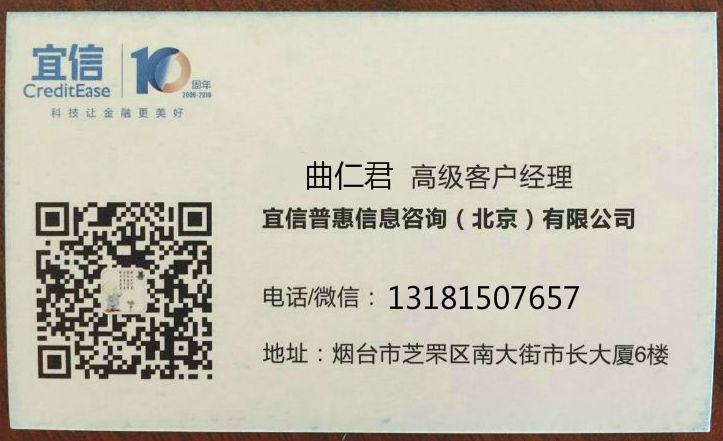 宜信
CreditEase
10
周年
2006-2016
科技让金融更美好
曲仁君 高级客户经理
宜信普惠信息咨询（北京）有限公司
电话/微信：13181507657
地址：烟台市芝罘区南大街市长大厦6楼